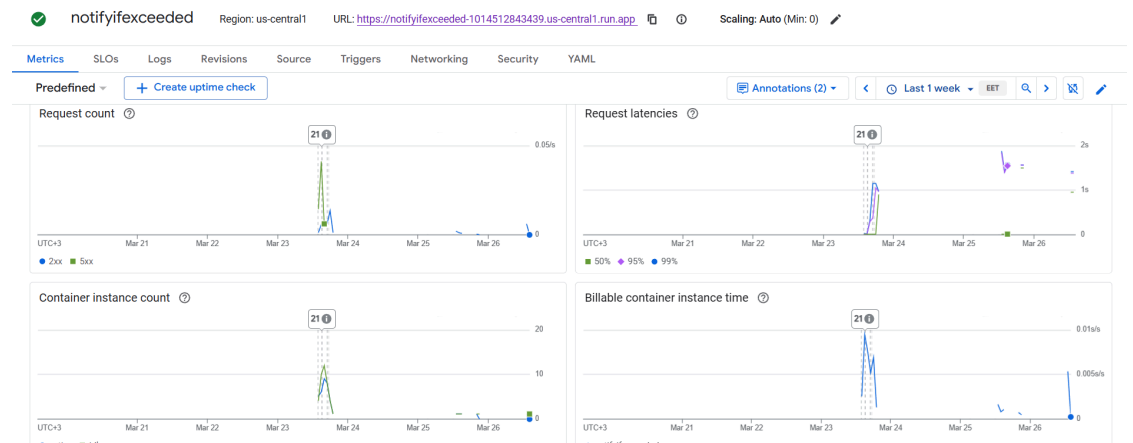 notifyifexceeded Region: us-central1 URL: https://notifyifexceeded-1014512843439.us-central1.run.app Scaling: Auto (Min: 0)
Metrics SLOs Logs Revisions Source Triggers Networking Security YAML
Predefined + Create uptime check Annotations (2) Last 1 week EET
Request count
21
0.05/s
0
UTC+3 Mar 21 Mar 22 Mar 23 Mar 24 Mar 25 Mar 26
2xx 5xx
Request latencies
21
2s
1s
0
UTC+3 Mar 21 Mar 22 Mar 23 Mar 24 Mar 25 Mar 26
50% 95% 99%
Container instance count
21
20
10
0
UTC+3 Mar 21 Mar 22 Mar 23 Mar 24 Mar 25 Mar 26
Billable container instance time
21
0.01s/s
0.005s/s
0
UTC+3 Mar 21 Mar 22 Mar 23 Mar 24 Mar 25 Mar 26